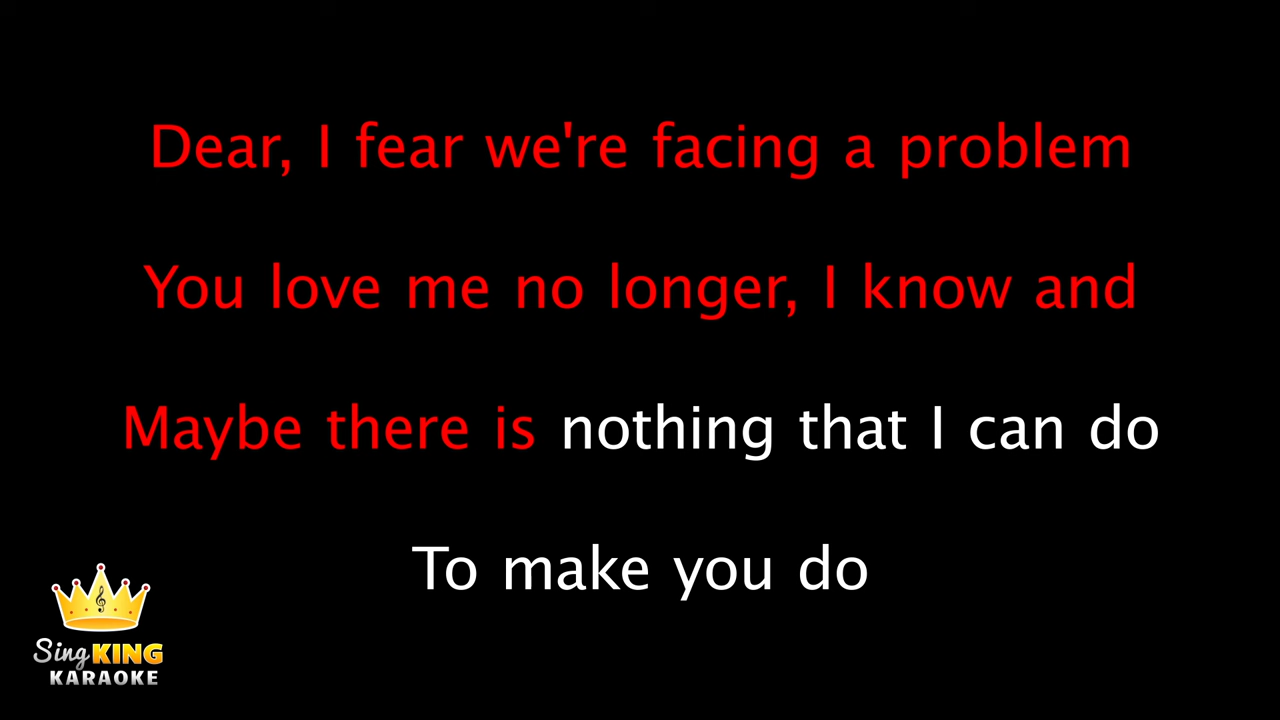 Dear, I fear we're facing a problem
You love me no longer, I know and
Maybe there is nothing that I can do
To make you do
Sing KING
KARAOKE